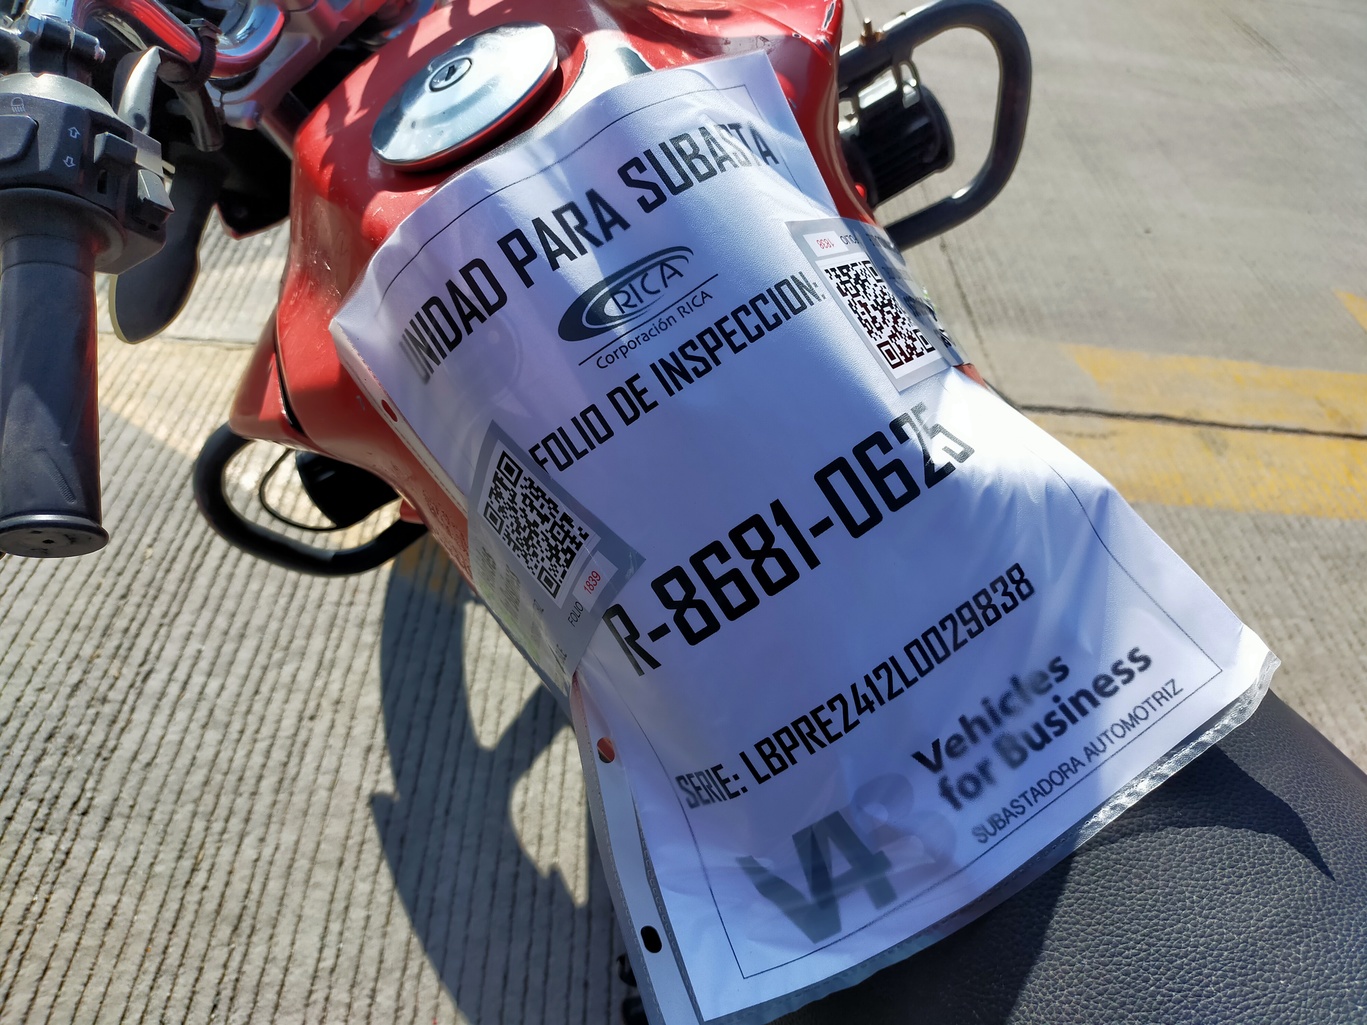 UNIDAD PARA SUBASTA
RICA
Corporación RICA
FOLIO DE INSPECCION:
R-8681-0625
FOLIO 1839
SERIE: LBPRE2412L0029838
V4B
Vehicles
for Business
SUBASTADORA AUTOMOTRIZ